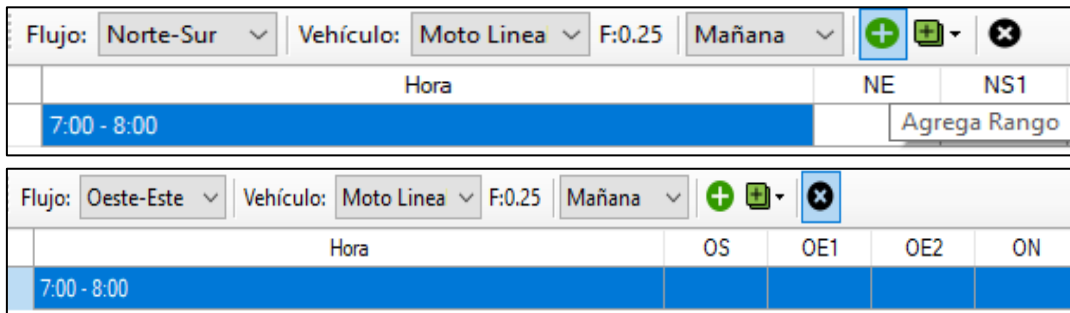 Flujo: Norte-Sur Vehículo: Moto Linea F:0.25 Mañana
Hora NE NS1
7:00 - 8:00 Agrega Rango
Flujo: Oeste-Este Vehículo: Moto Linea F:0.25 Mañana
Hora OS OE1 OE2 ON
7:00 - 8:00